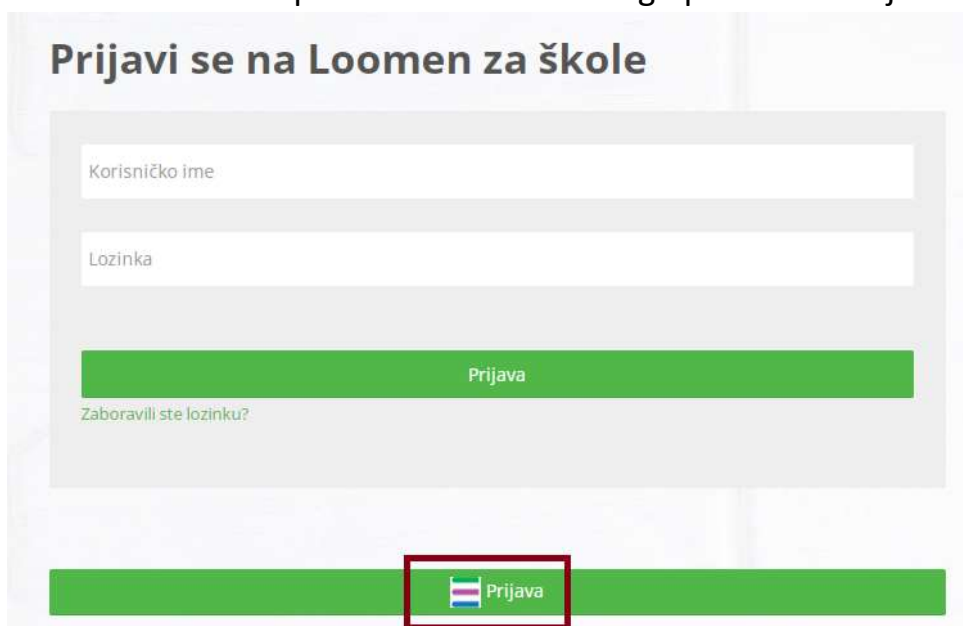 Prijavi se na Loomen za škole
Korisničko ime
Lozinka
Prijava
Zaboravili ste lozinku?
Prijava